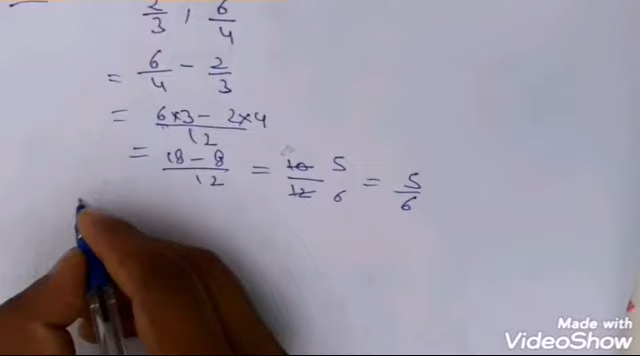 2/3 , 6/4
= 6/4 - 2/3
= 6×3 - 2×4 / 12
= 18 - 8 / 12 = 10/12 5/6 = 5/6
Made with
VideoShow